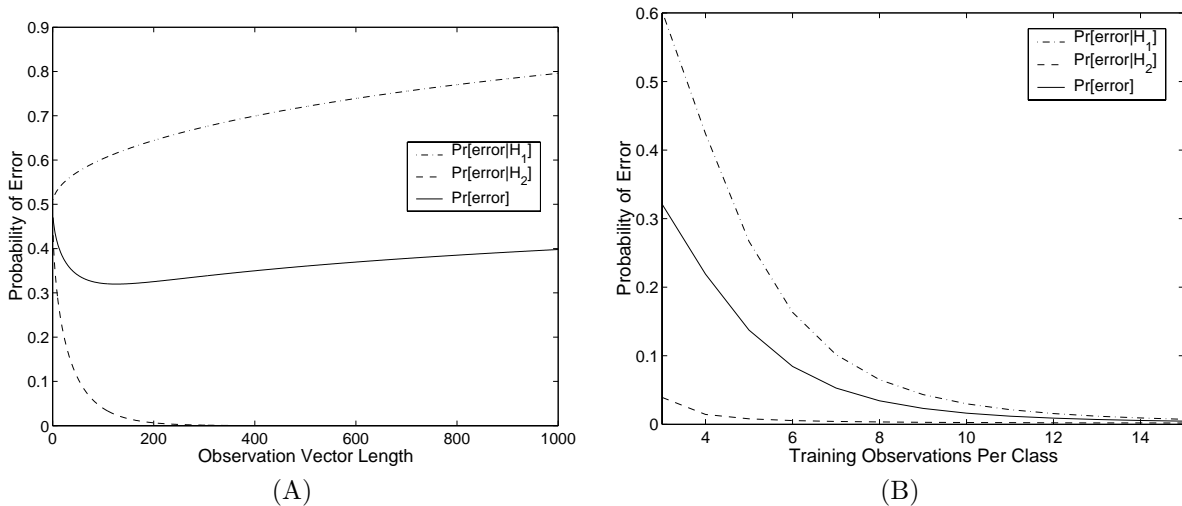 0.9
0.8
0.7
0.6
0.5
0.4
0.3
0.2
0.1
0
Probability of Error
Pr[error|H1]
Pr[error|H2]
Pr[error]
0 200 400 600 800 1000
Observation Vector Length
(A)
0.6
0.5
0.4
0.3
0.2
0.1
0
Probability of Error
Pr[error|H1]
Pr[error|H2]
Pr[error]
4 6 8 10 12 14
Training Observations Per Class
(B)